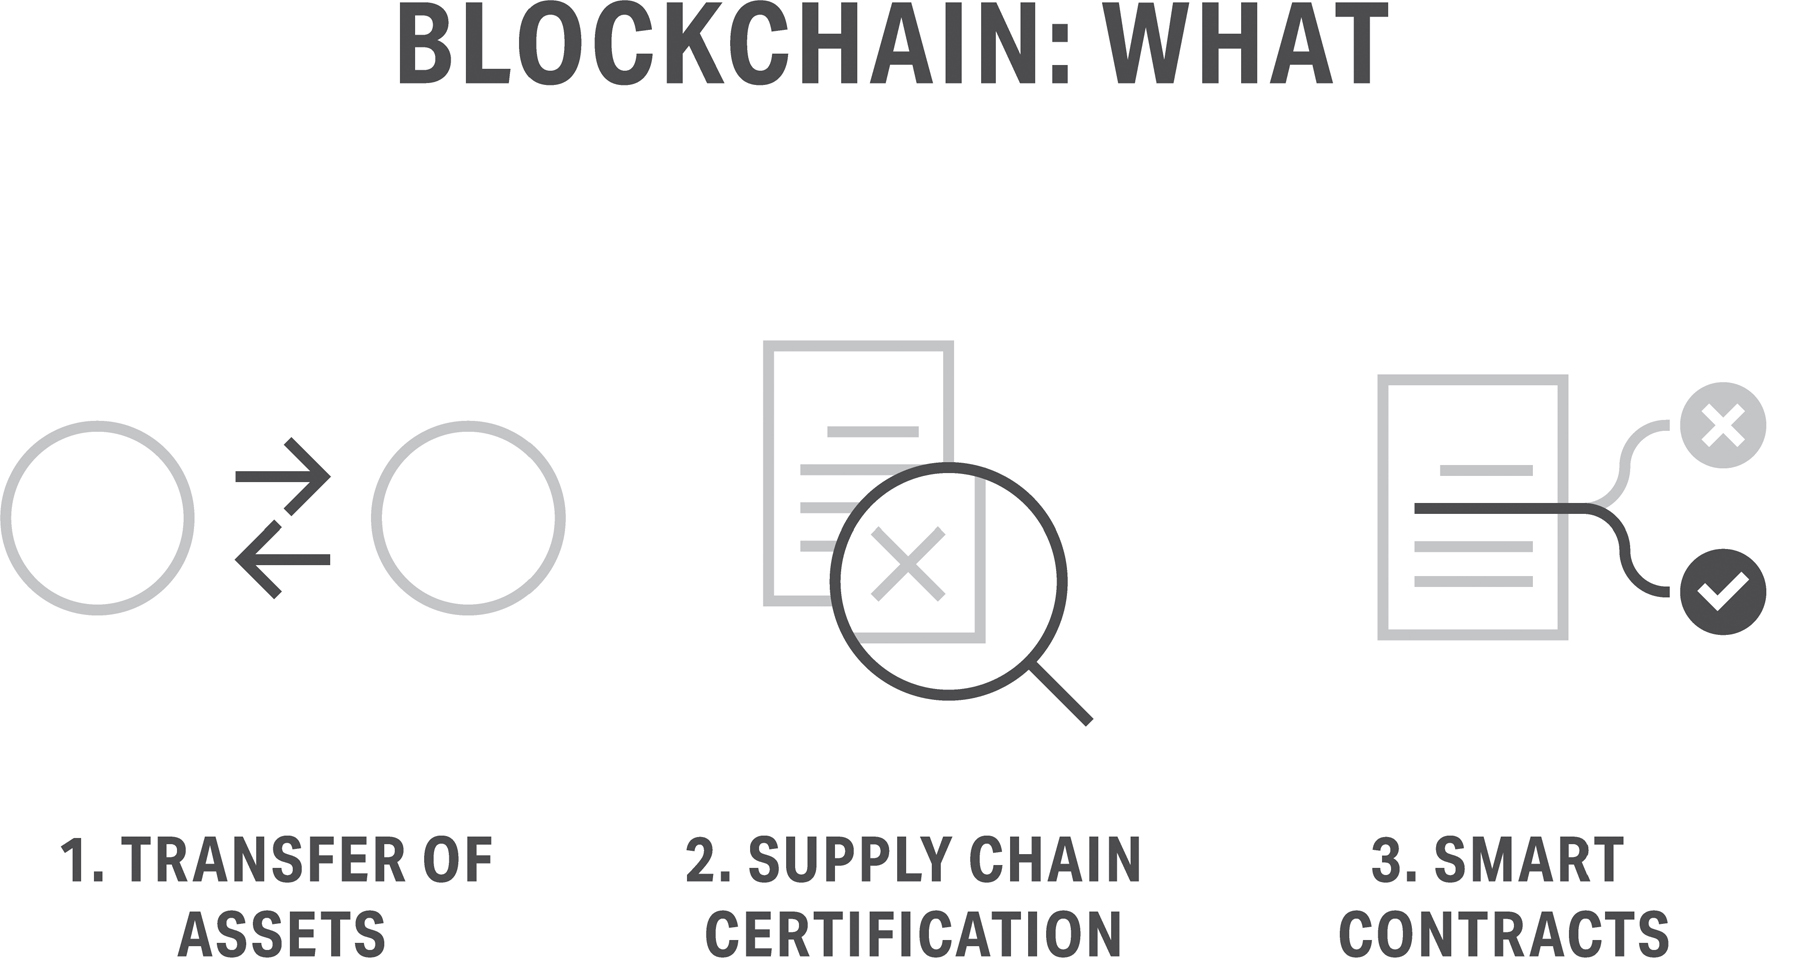 BLOCKCHAIN: WHAT
1. TRANSFER OF
ASSETS
2. SUPPLY CHAIN
CERTIFICATION
3. SMART
CONTRACTS